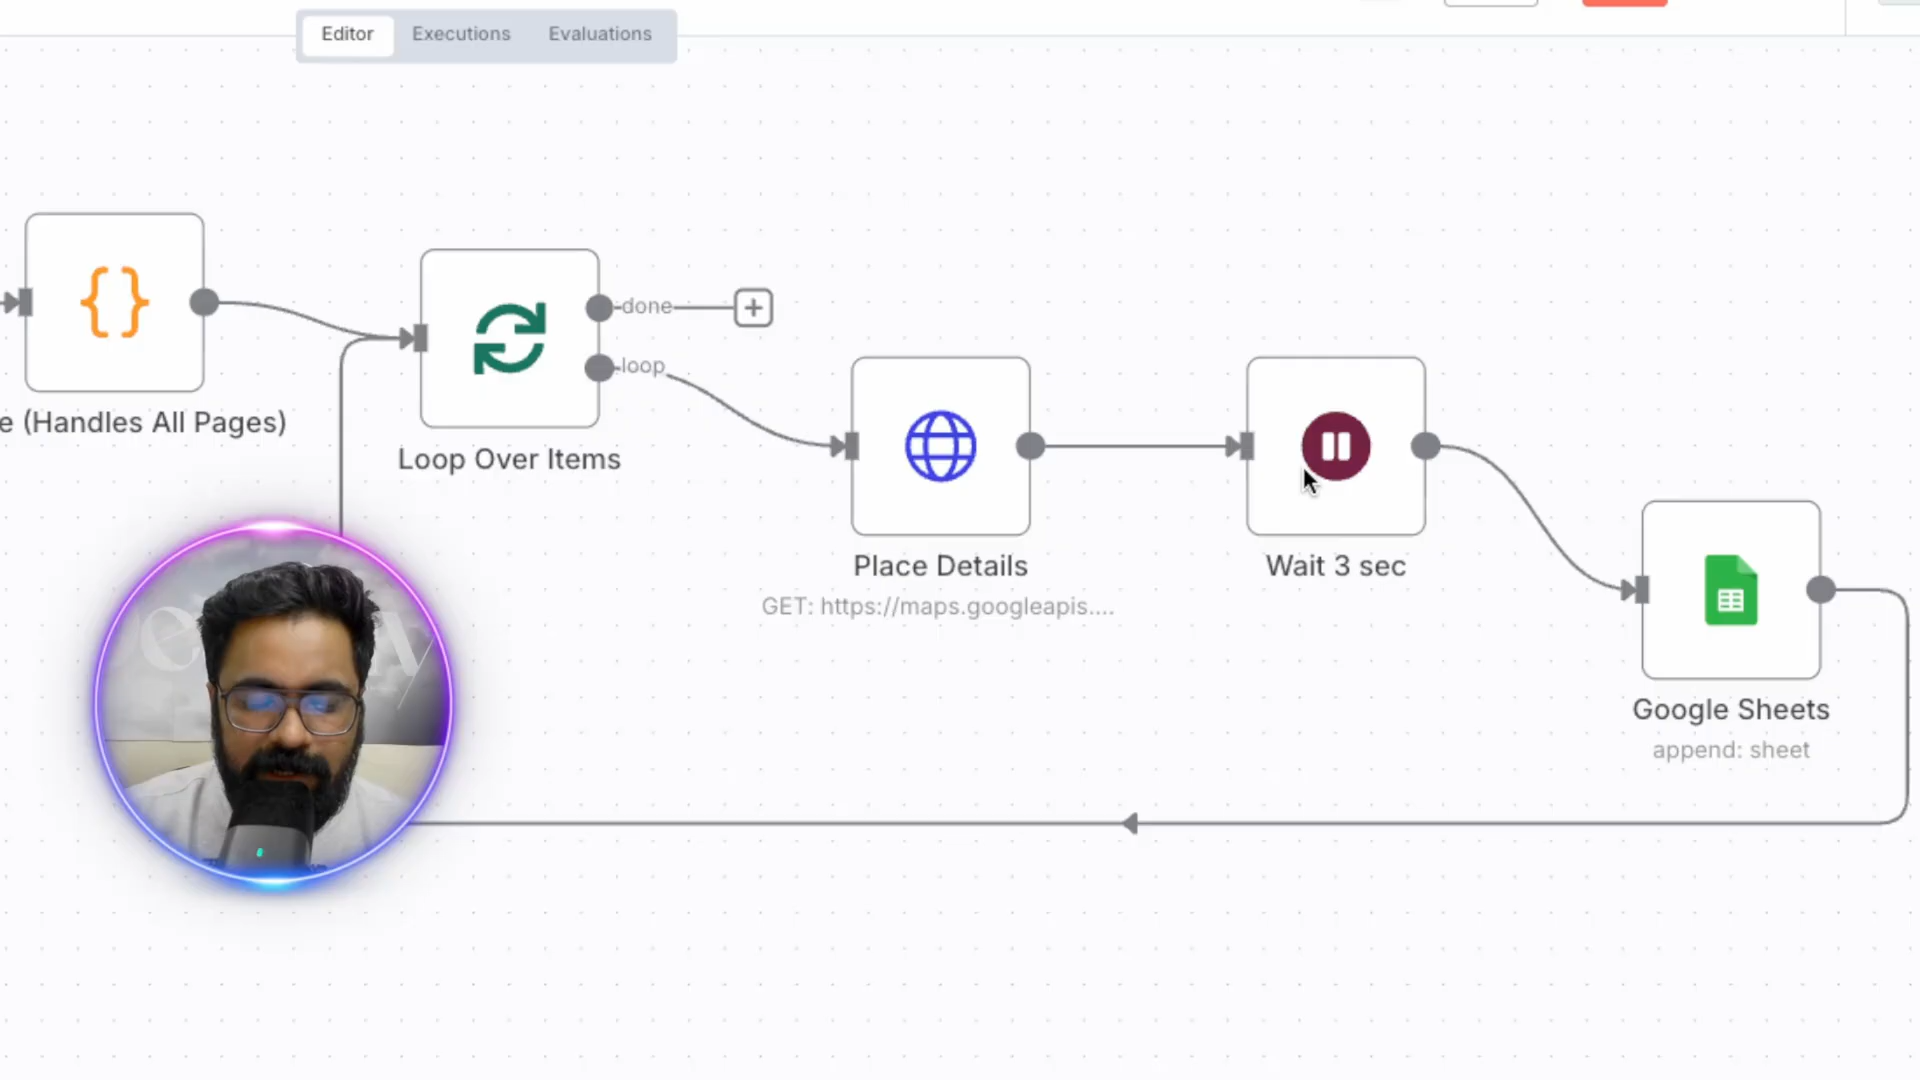 Editor Executions Evaluations
done
loop
e (Handles All Pages)
Loop Over Items
Place Details
GET: https://maps.googleapis....
Wait 3 sec
Google Sheets
append: sheet